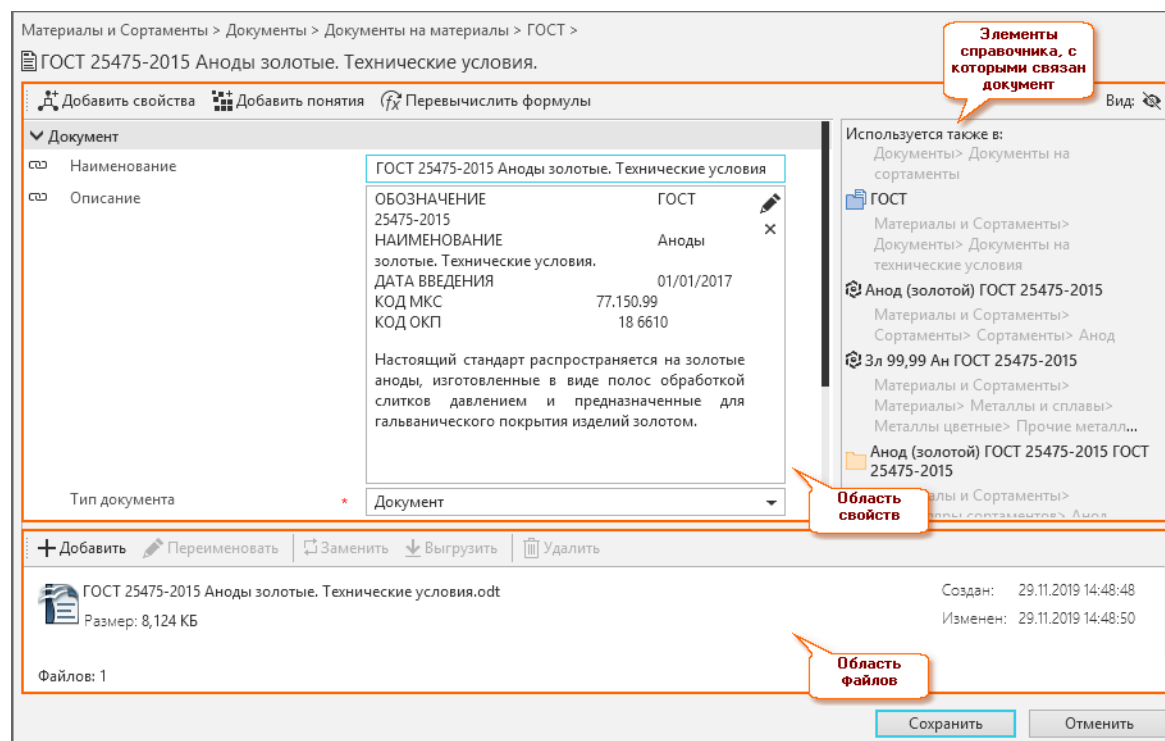 Материалы и Сортаменты > Документы > Документы на материалы > ГОСТ >
ГОСТ 25475-2015 Аноды золотые. Технические условия.
Элементы
справочника, с
которыми связан
документ
Добавить свойства Добавить понятия Перевычислить формулы
Вид:
Документ
Наименование
ГОСТ 25475-2015 Аноды золотые. Технические условия
Описание
ОБОЗНАЧЕНИЕ ГОСТ
25475-2015
НАИМЕНОВАНИЕ Аноды
золотые. Технические условия.
ДАТА ВВЕДЕНИЯ 01/01/2017
КОД МКС 77.150.99
КОД ОКП 18 6610
Настоящий стандарт распространяется на золотые
аноды, изготовленные в виде полос обработкой
слитков давлением и предназначенные для
гальванического покрытия изделий золотом.
Тип документа *
Документ
Используется также в:
Документы> Документы на
сортаменты
ГОСТ
Материалы и Сортаменты>
Документы> Документы на
технические условия
Анод (золотой) ГОСТ 25475-2015
Материалы и Сортаменты>
Сортаменты> Сортаменты> Анод
Зл 99,99 Ан ГОСТ 25475-2015
Материалы и Сортаменты>
Материалы> Металлы и сплавы>
Металлы цветные> Прочие металл...
Анод (золотой) ГОСТ 25475-2015 ГОСТ
25475-2015
и Сортаменты>
сортаментов> Анод
Область
свойств
Добавить Переименовать Заменить Выгрузить Удалить
ГОСТ 25475-2015 Аноды золотые. Технические условия.odt
Размер: 8,124 КБ
Создан: 29.11.2019 14:48:48
Изменен: 29.11.2019 14:48:50
Область
файлов
Файлов: 1
Сохранить Отменить